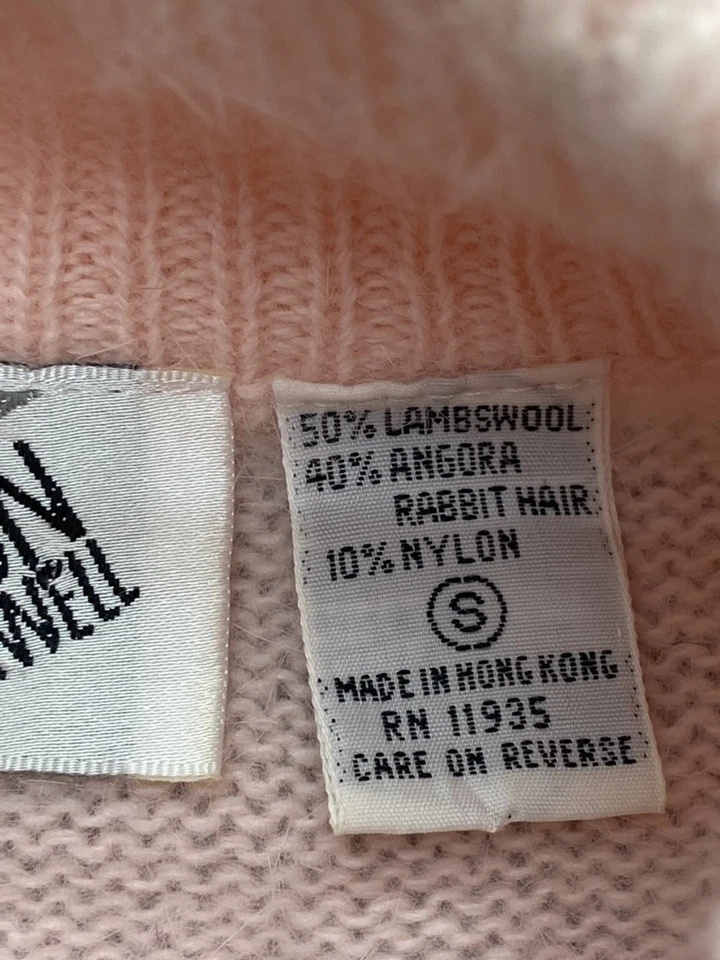 50% LAMBSWOOL
40% ANGORA
RABBIT HAIR
10% NYLON
S
MADE IN HONG KONG
RN 11935
CARE ON REVERSE